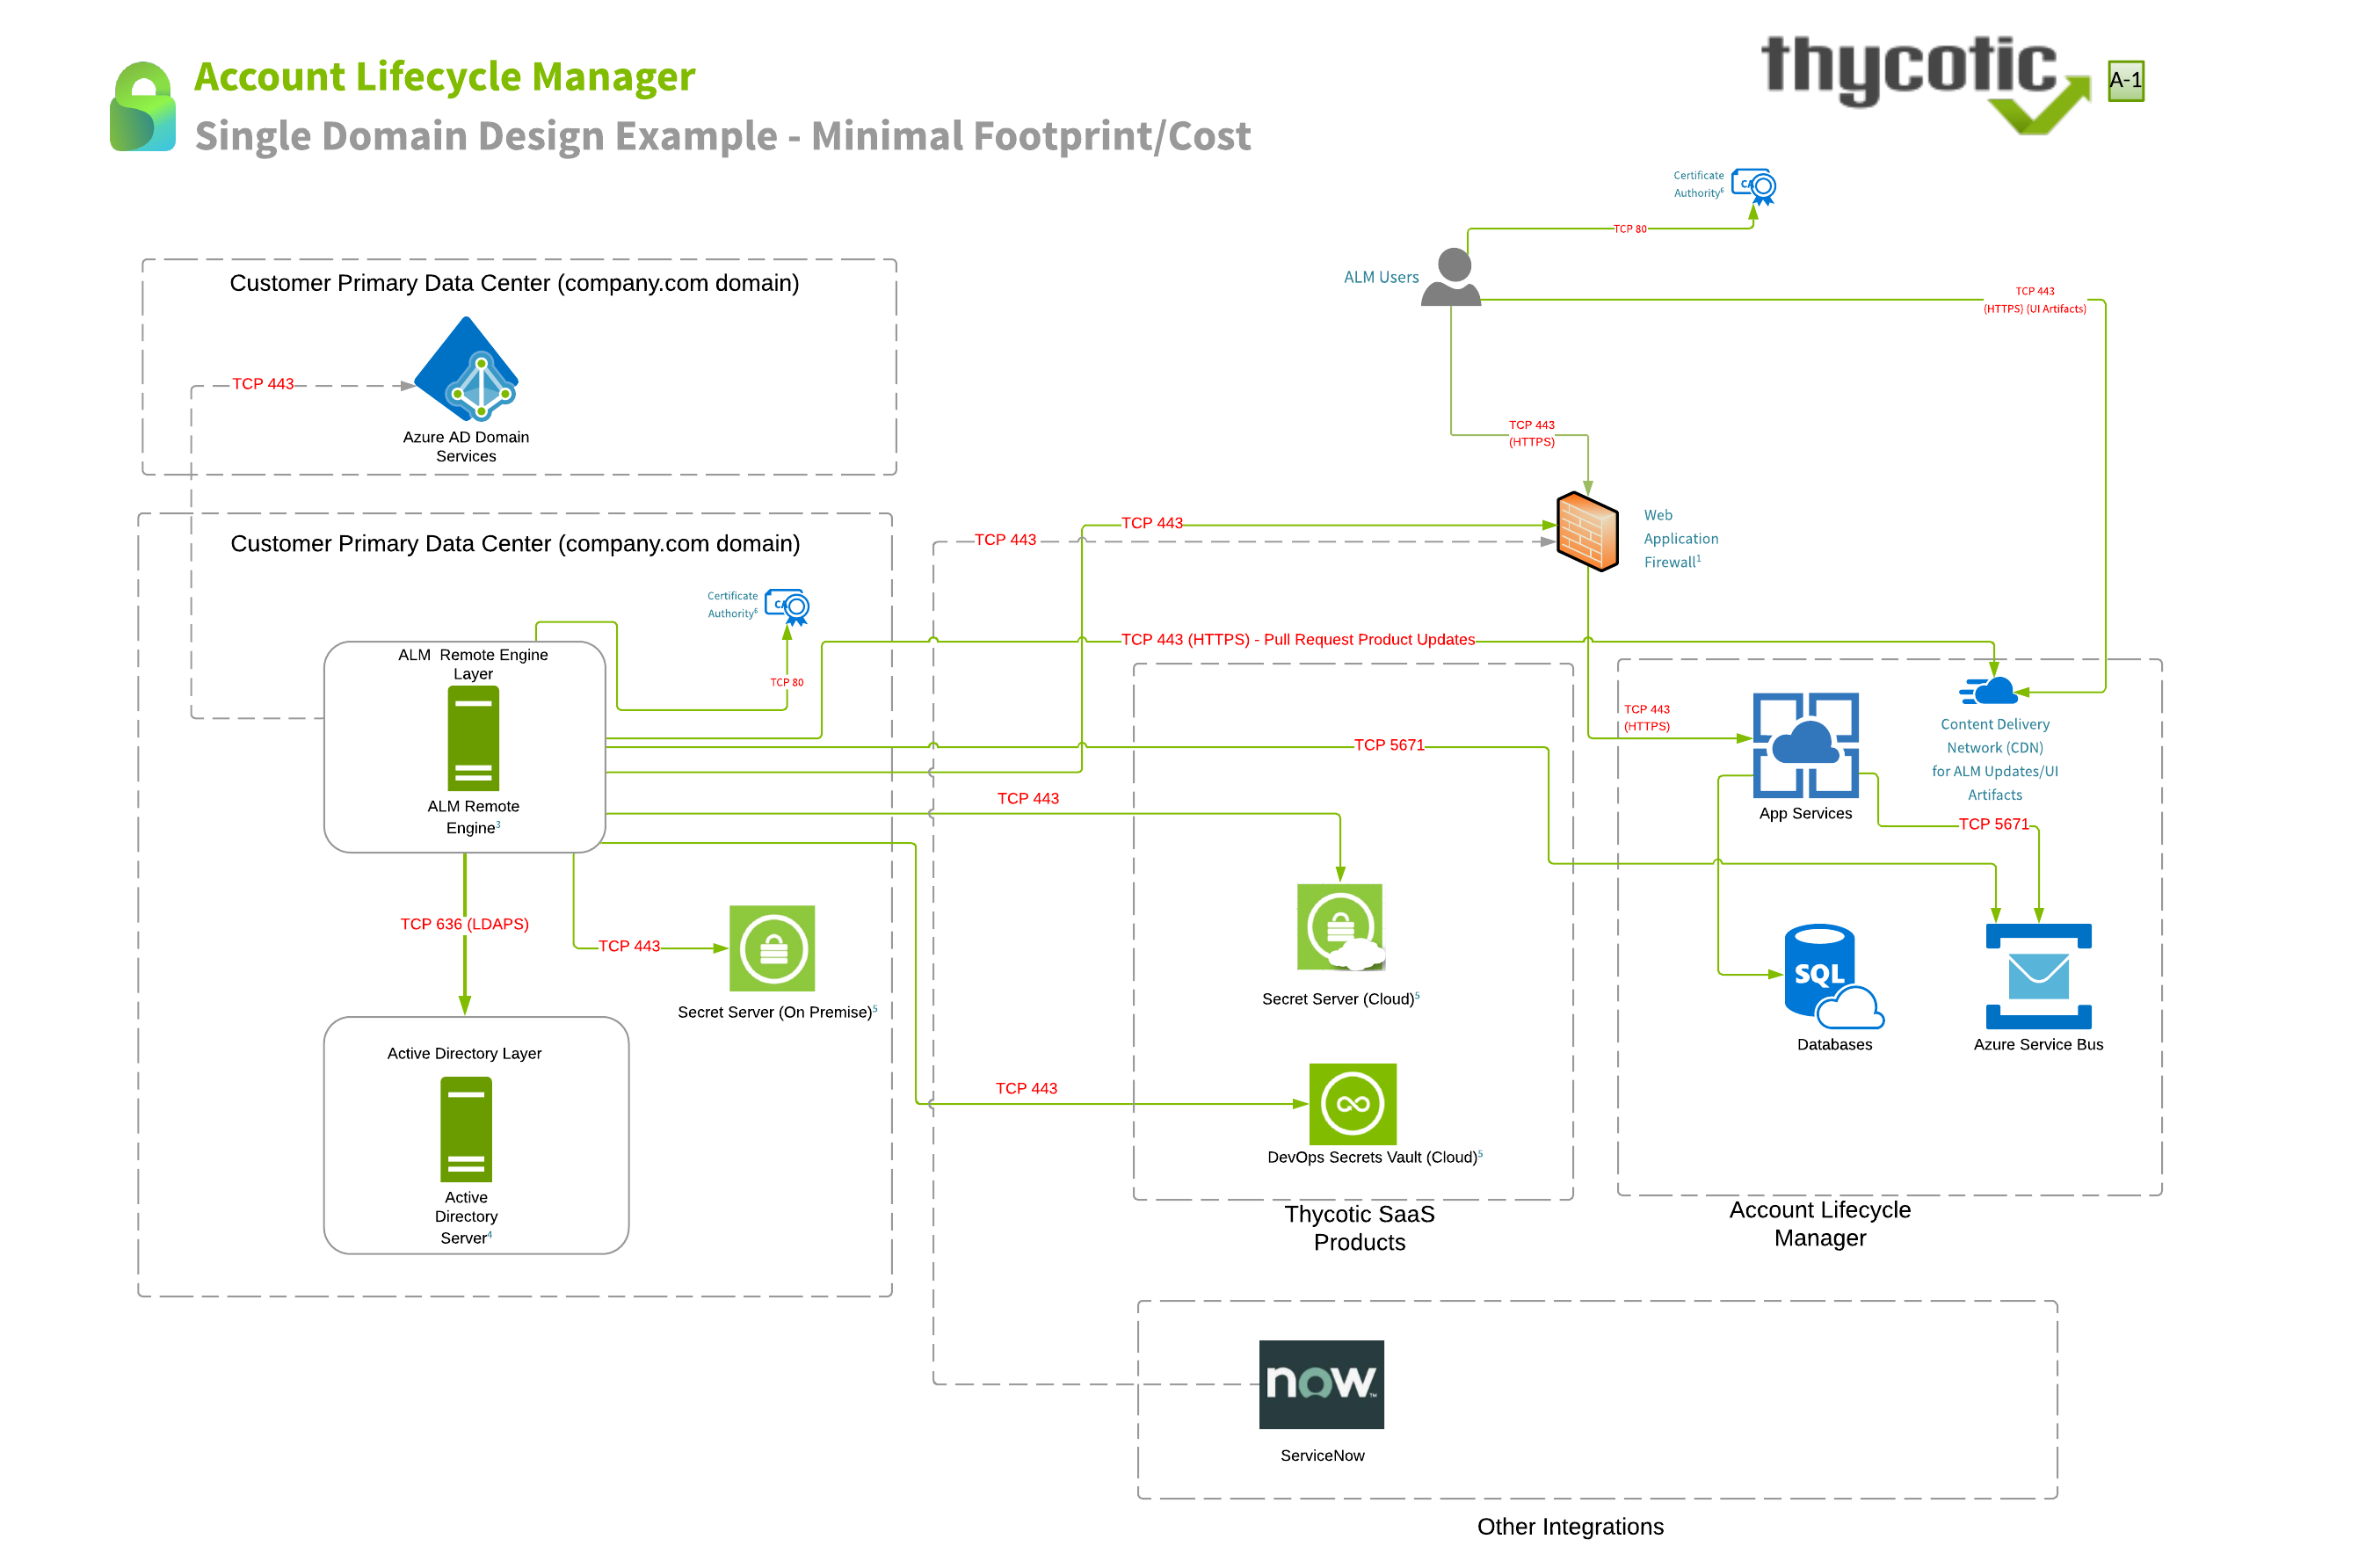 Account Lifecycle Manager
Single Domain Design Example - Minimal Footprint/Cost
thycotic
A-1
Certificate
Authority⁶
CA
TCP 80
ALM Users
TCP 443
(HTTPS) (UI Artifacts)
Customer Primary Data Center (company.com domain)
TCP 443
Azure AD Domain
Services
TCP 443
(HTTPS)
Customer Primary Data Center (company.com domain)
TCP 443
TCP 443
Web
Application
Firewall¹
Certificate
Authority⁶
CA
TCP 443 (HTTPS) - Pull Request Product Updates
ALM Remote Engine
Layer
TCP 80
ALM Remote
Engine³
TCP 5671
TCP 443
TCP 443
(HTTPS)
App Services
Content Delivery
Network (CDN)
for ALM Updates/UI
Artifacts
TCP 5671
TCP 636 (LDAPS)
TCP 443
Secret Server (On Premise)⁵
Secret Server (Cloud)⁵
SQL
Databases
Azure Service Bus
Active Directory Layer
Active
Directory
Server⁴
TCP 443
DevOps Secrets Vault (Cloud)⁵
Thycotic SaaS
Products
Account Lifecycle
Manager
now™
ServiceNow
Other Integrations